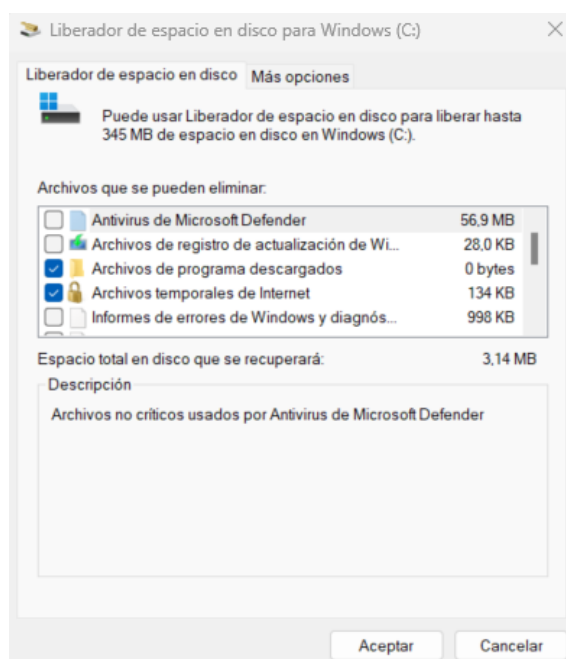 Liberador de espacio en disco para Windows (C:)
Liberador de espacio en disco Más opciones
Puede usar Liberador de espacio en disco para liberar hasta
345 MB de espacio en disco en Windows (C:).
Archivos que se pueden eliminar:
Antivirus de Microsoft Defender 56,9 MB
Archivos de registro de actualización de Wi... 28,0 KB
Archivos de programa descargados 0 bytes
Archivos temporales de Internet 134 KB
Informes de errores de Windows y diagnós... 998 KB
Espacio total en disco que se recuperará: 3,14 MB
Descripción
Archivos no críticos usados por Antivirus de Microsoft Defender
Aceptar Cancelar